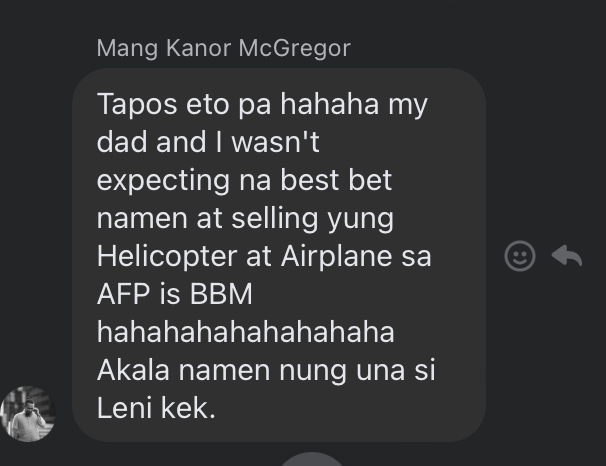 Mang Kanor McGregor
Tapos eto pa hahaha my
dad and I wasn't
expecting na best bet
namen at selling yung
Helicopter at Airplane sa
AFP is BBM
hahahahahahahahaha
Akala namen nung una si
Leni kek.